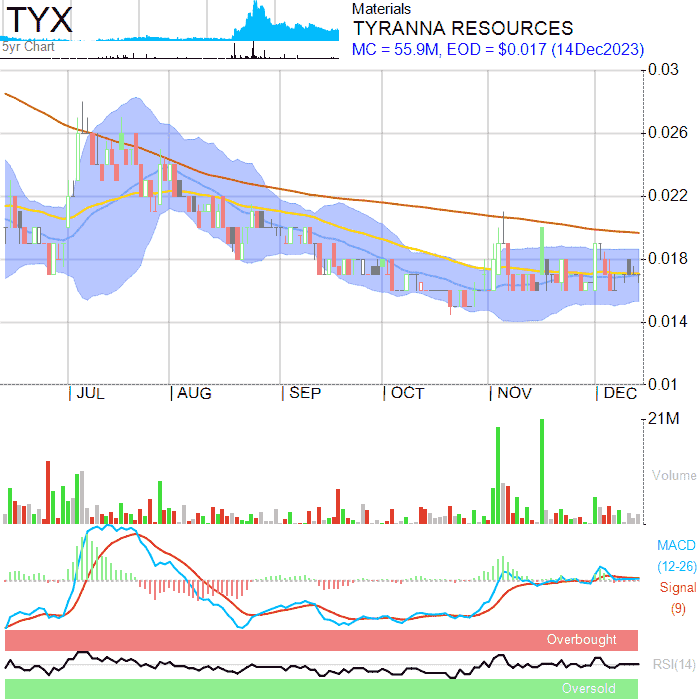 TYX
5yr Chart
Materials
TYRANNA RESOURCES
MC = 55.9M, EOD = $0.017 (14Dec2023)
0.03
0.026
0.022
0.018
0.014
0.01
JUL AUG SEP OCT NOV DEC
21M
Volume
MACD
(12-26)
Signal
(9)
Overbought
RSI(14)
Oversold